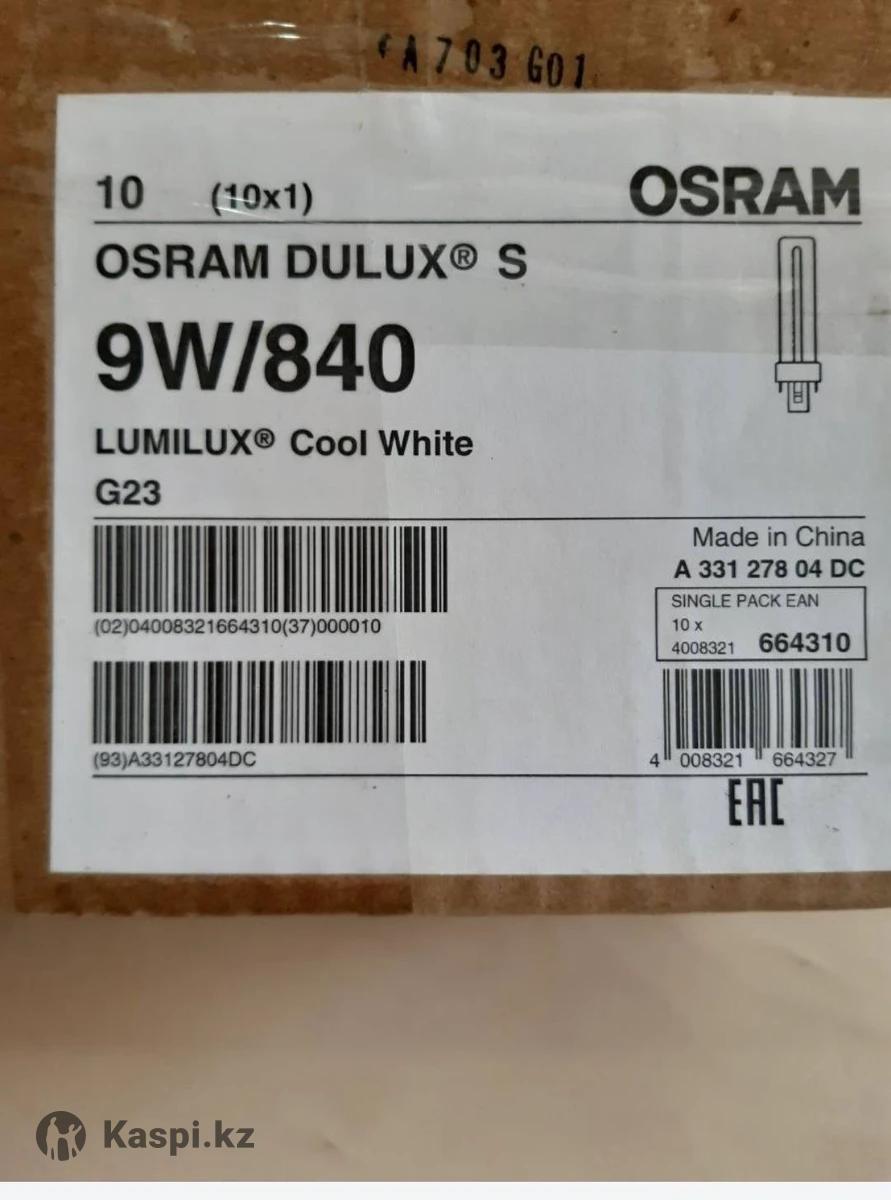 A 703 G01
10 (10x1) OSRAM
OSRAM DULUX® S
9W/840
LUMILUX® Cool White
G23
Made in China
A 331 278 04 DC
SINGLE PACK EAN
10 x
4008321 664310
(02)04008321664310(37)000010
(93)A33127804DC
4 008321 664327
EAC
Kaspi.kz